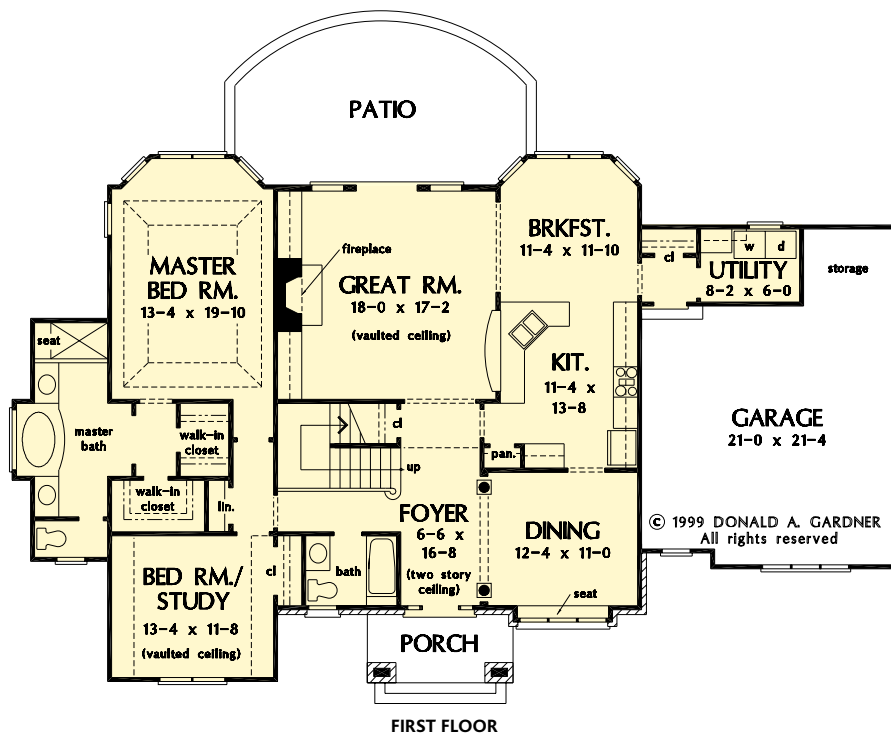 PATIO
MASTER
BED RM.
13-4 x 19-10
fireplace
GREAT RM.
18-0 x 17-2
(vaulted ceiling)
BRKFST.
11-4 x 11-10
cl
w
d
UTILITY
8-2 x 6-0
storage
seat
master
bath
walk-in
closet
walk-in
closet
lin.
cl
up
KIT.
11-4 x
13-8
pan.
GARAGE
21-0 x 21-4
© 1999 DONALD A. GARDNER
All rights reserved
FOYER
6-6 x
16-8
(two story
ceiling)
DINING
12-4 x 11-0
seat
BED RM./
STUDY
13-4 x 11-8
(vaulted ceiling)
cl
bath
PORCH
FIRST FLOOR